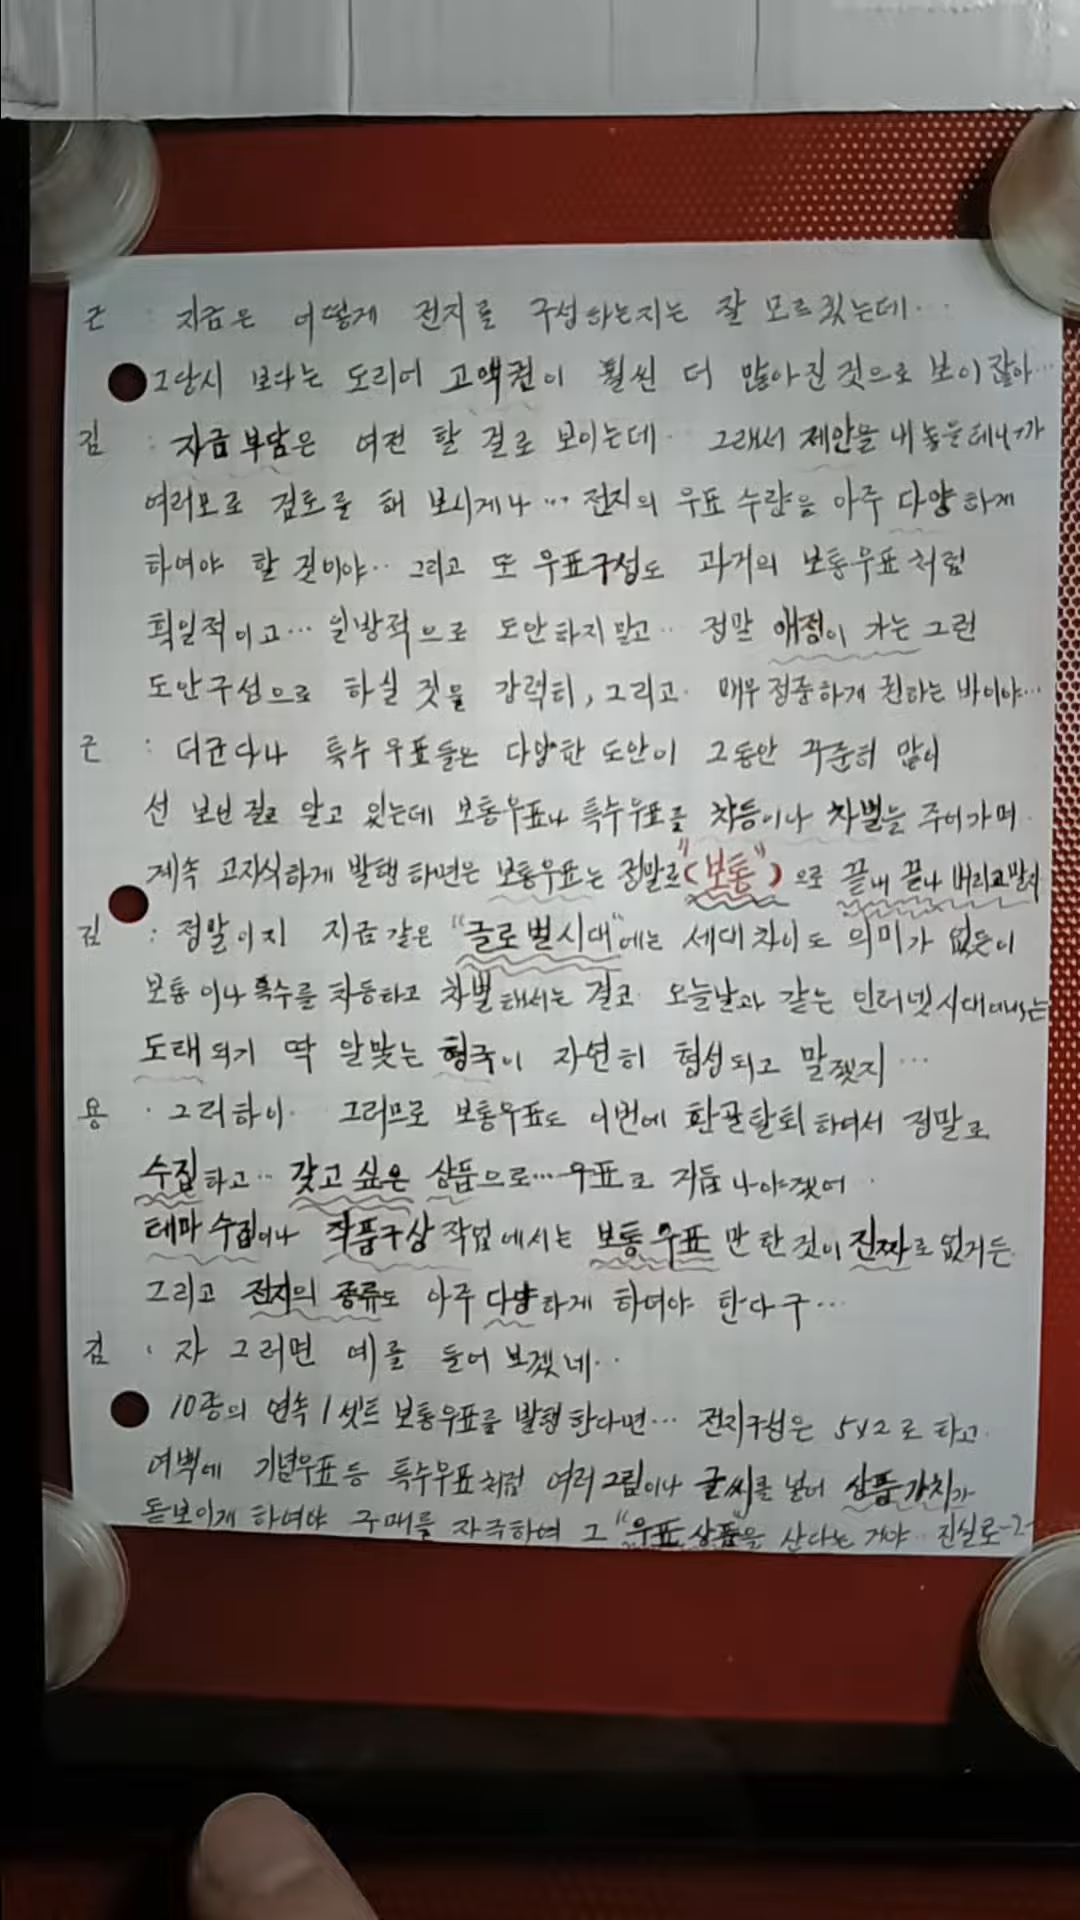 근 : 지금은 어떻게 전지를 구성하는지는 잘 모르겠는데...
그당시 보다는 도리어 고액권이 훨씬 더 많아진 것으로 보이잖아...
김 : 자금부담은 여전 할 걸로 보이는데... 그래서 제안을 내놓을테니까
여러모로 검토를 해 보시게나... 전지의 우표 수량을 아주 다양하게
하여야 할 것이야.. 그리고 또 우표구성도 과거의 보통우표처럼
획일적이고... 일방적으로 도안하지말고.. 정말 애정이 가는 그런
도안구성으로 하실 것을 강력히, 그리고 매우 정중하게 권하는 바이야...
근 : 더군다나 특수우표들은 다양한 도안이 그동안 꾸준히 많이
선 보인걸로 알고 있는데 보통우표나 특수우표를 차등이나 차별을 주어가며
계속 고지식하게 발행하면은 보통우표는 정말로 "(보통)"으로 끝내 끝나 버리고말지
김 : 정말이지 지금같은 "글로벌시대"에는 세대차이도 의미가 없듯이
보통이나 특수를 차등하고 차별해서는 결코 오늘날과 같은 인터넷시대에서는
도태되기 딱 알맞는 형국이 자연히 형성되고 말겠지...
용 : 그러하이. 그러므로 보통우표도 이번에 환골탈퇴하여서 정말로
수집하고.. 갖고 싶은 상품으로... 우표로 거듭나야겠어.
테마수집이나 작품구상작업에서는 보통우표만 한 것이 진짜로 없거든
그리고 전지의 종류도 아주 다양하게 하여야 한다구...
김 : 자 그러면 예를 들어 보겠네..
10종의 연속 1셋트 보통우표를 발행한다면... 전지구성은 5x2로 하고
여백에 기념우표등 특수우표처럼 여러그림이나 글씨를 넣어 상품가치가
돋보이게 하여야 구매를 자극하여 그 "우표상품"을 산다는 거야.. 진실로 -2-